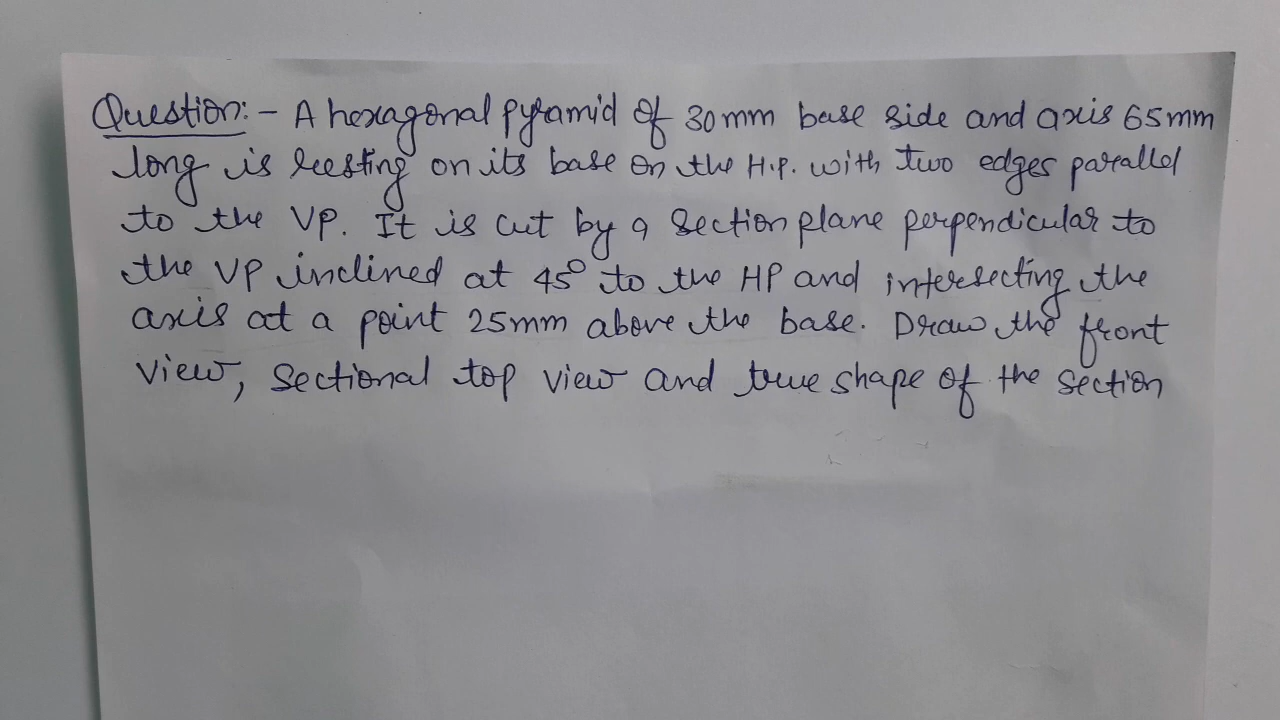 Question:- A hexagonal pyramid of 30mm base side and axis 65mm
long is resting on its base on the H.P. with two edges parallel
to the VP. It is cut by a section plane perpendicular to
the VP inclined at 45° to the HP and intersecting the
axis at a point 25mm above the base. Draw the front
view, sectional top view and true shape of the section